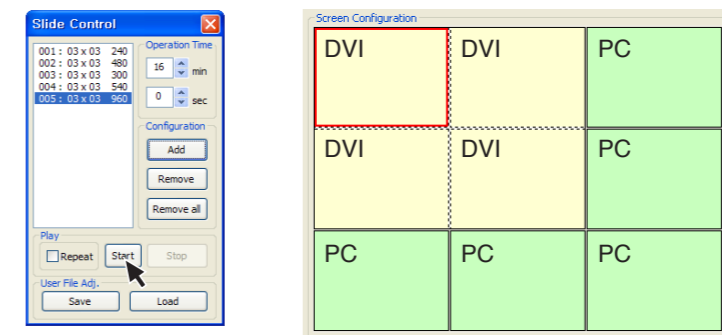 Slide Control
001 : 03 x 03 240
002 : 03 x 03 480
003 : 03 x 03 300
004 : 03 x 03 540
005 : 03 x 03 960
Operation Time
16 min
0 sec
Configuration
Add
Remove
Remove all
Play
Repeat Start Stop
User File Adj.
Save Load
Screen Configuration
DVI DVI PC
DVI DVI PC
PC PC PC